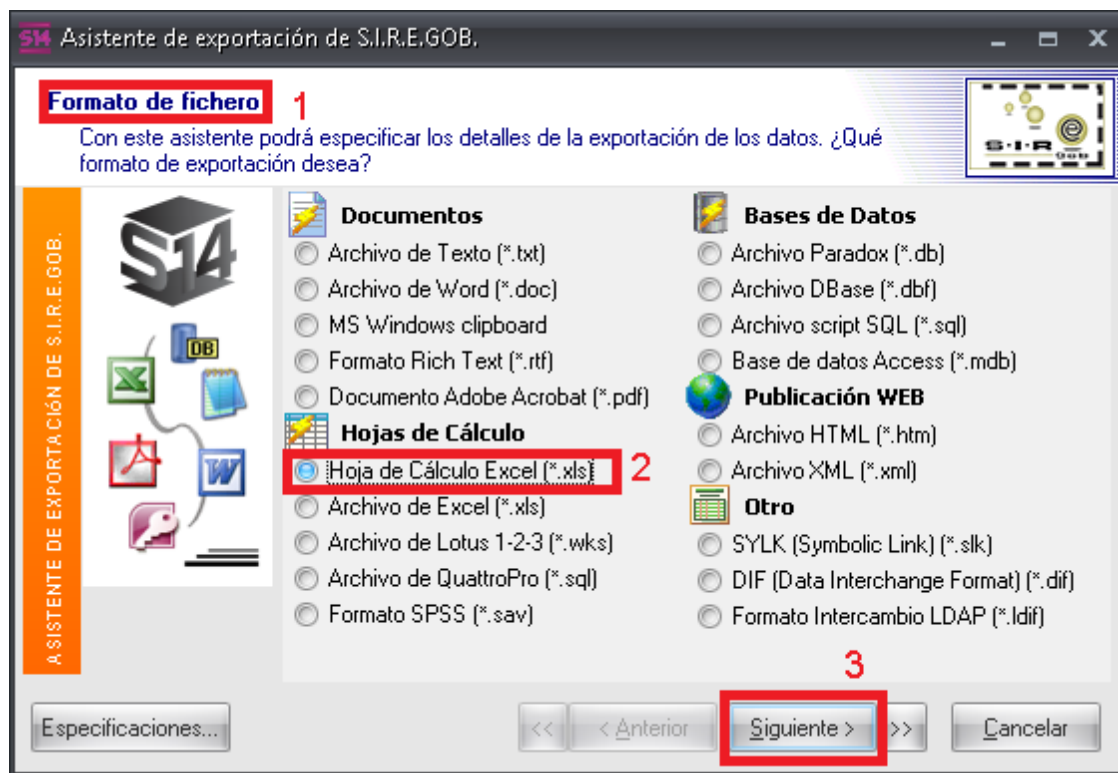 S14 Asistente de exportación de S.I.R.E.GOB.
Formato de fichero 1
Con este asistente podrá especificar los detalles de la exportación de los datos. ¿Qué
formato de exportación desea?
S·I·R e
Gob
ASISTENTE DE EXPORTACIÓN DE S.I.R.E.GOB.
S14
DB
Documentos
Archivo de Texto (*.txt)
Archivo de Word (*.doc)
MS Windows clipboard
Formato Rich Text (*.rtf)
Documento Adobe Acrobat (*.pdf)
Hojas de Cálculo
Hoja de Cálculo Excel (*.xls) 2
Archivo de Excel (*.xls)
Archivo de Lotus 1-2-3 (*.wks)
Archivo de QuattroPro (*.sql)
Formato SPSS (*.sav)
Bases de Datos
Archivo Paradox (*.db)
Archivo DBase (*.dbf)
Archivo script SQL (*.sql)
Base de datos Access (*.mdb)
Publicación WEB
Archivo HTML (*.htm)
Archivo XML (*.xml)
Otro
SYLK (Symbolic Link) (*.slk)
DIF (Data Interchange Format) (*.dif)
Formato Intercambio LDAP (*.ldif)
3
Especificaciones...
<<
< Anterior
Siguiente >
>>
Cancelar